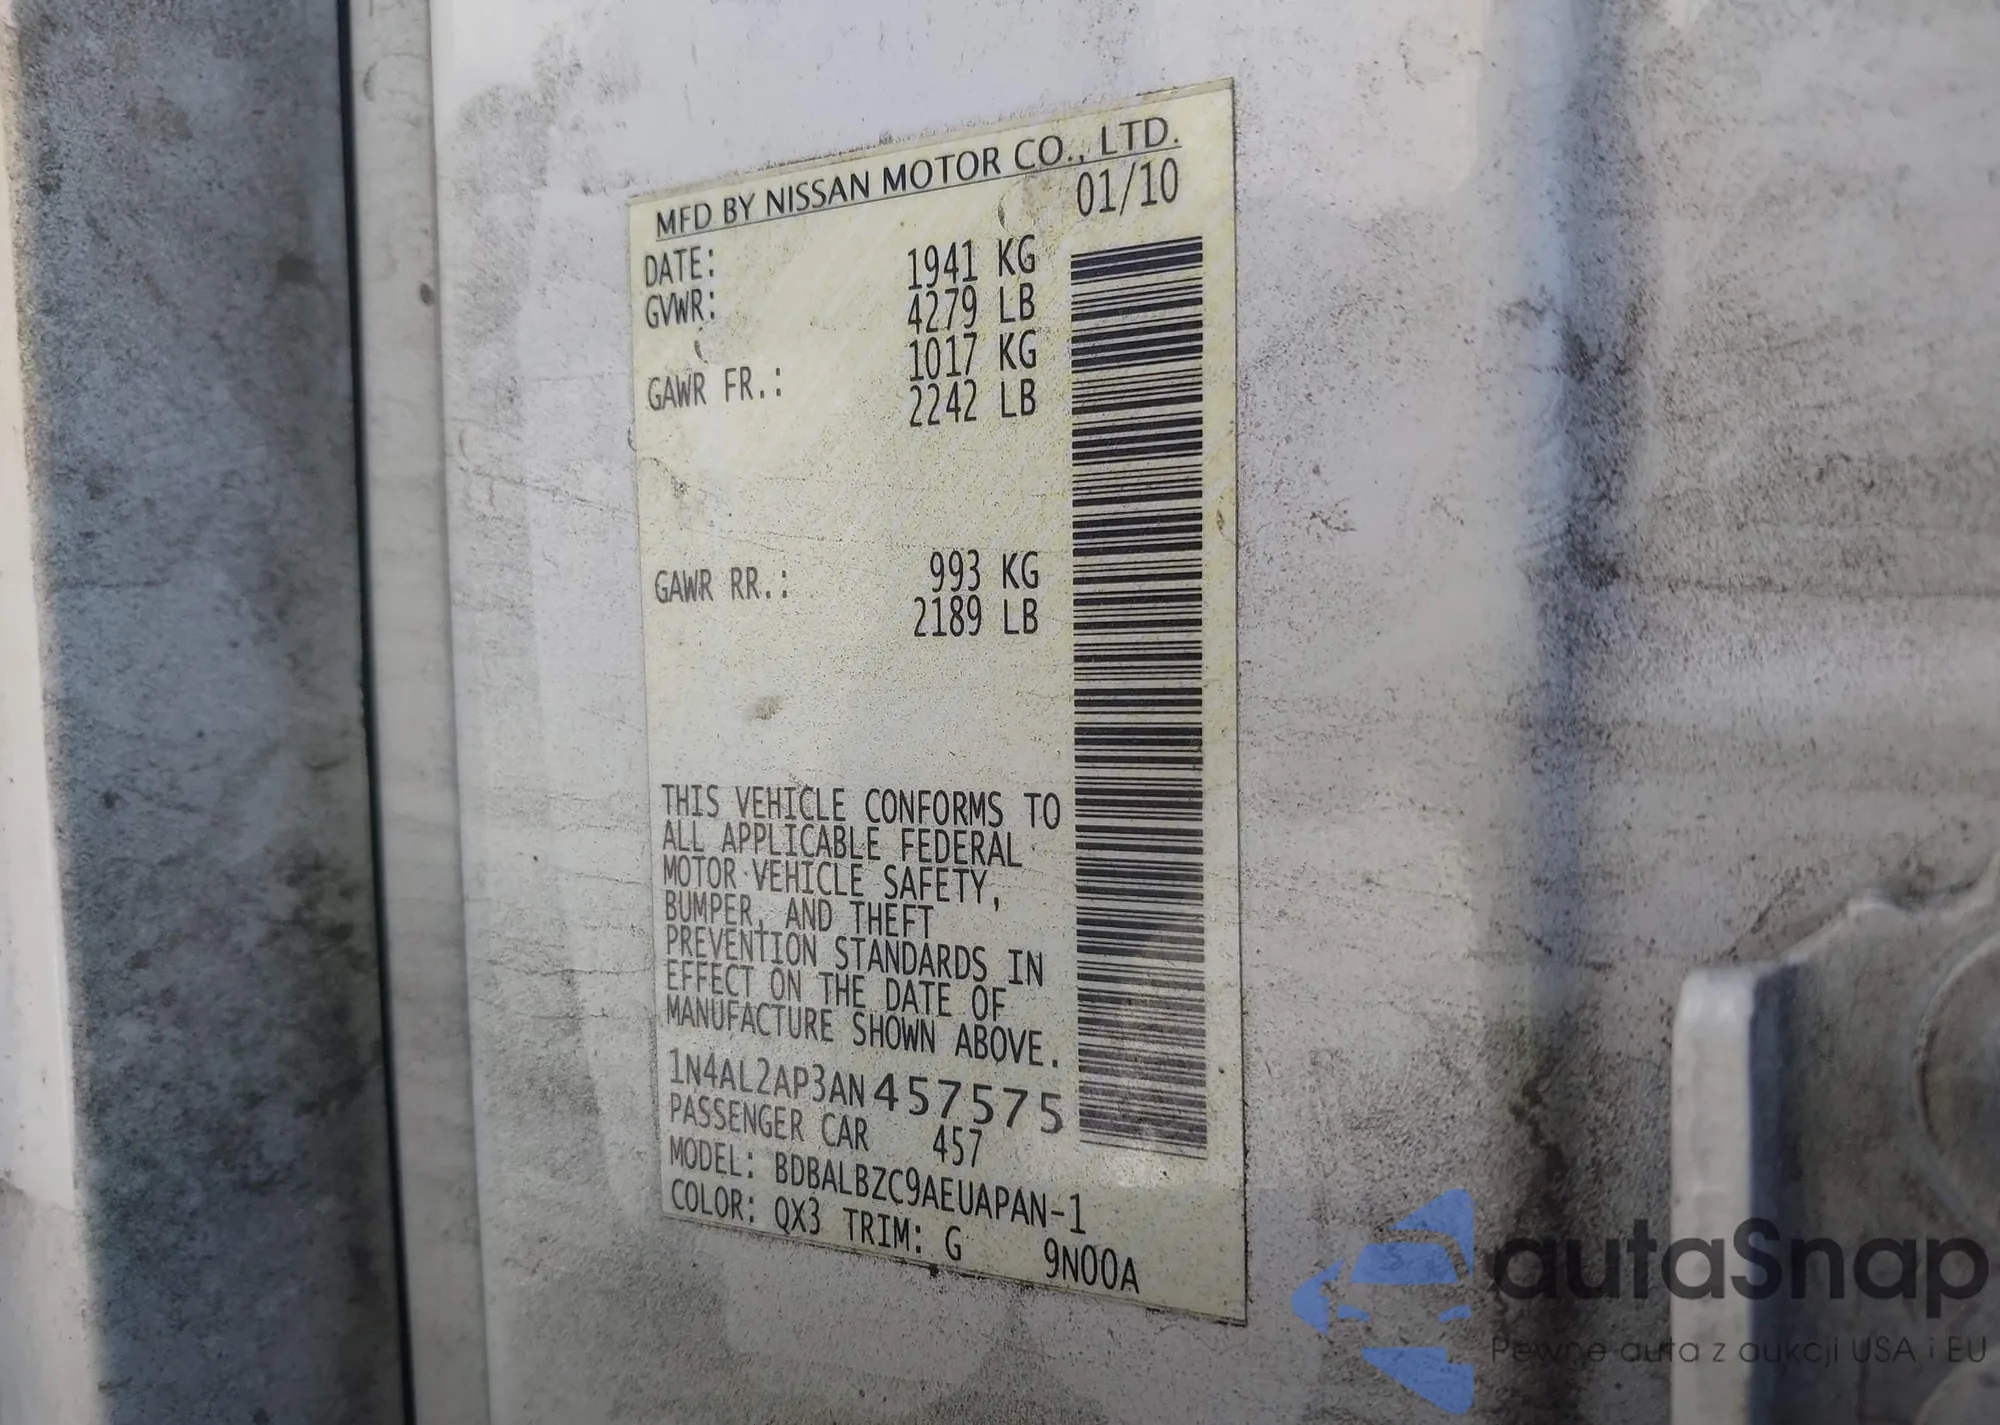 MFD BY NISSAN MOTOR CO., LTD.
DATE: 01/10
GVWR: 1941 KG
4279 LB
GAWR FR.: 1017 KG
2242 LB
GAWR RR.: 993 KG
2189 LB
THIS VEHICLE CONFORMS TO
ALL APPLICABLE FEDERAL
MOTOR VEHICLE SAFETY,
BUMPER, AND THEFT
PREVENTION STANDARDS IN
EFFECT ON THE DATE OF
MANUFACTURE SHOWN ABOVE.
1N4AL2AP3AN457575
PASSENGER CAR 457
MODEL: BDBALBZC9AEUAPAN-1
COLOR: QX3 TRIM: G 9N00A
autaSnap
Pewne auta z aukcji USA i EU